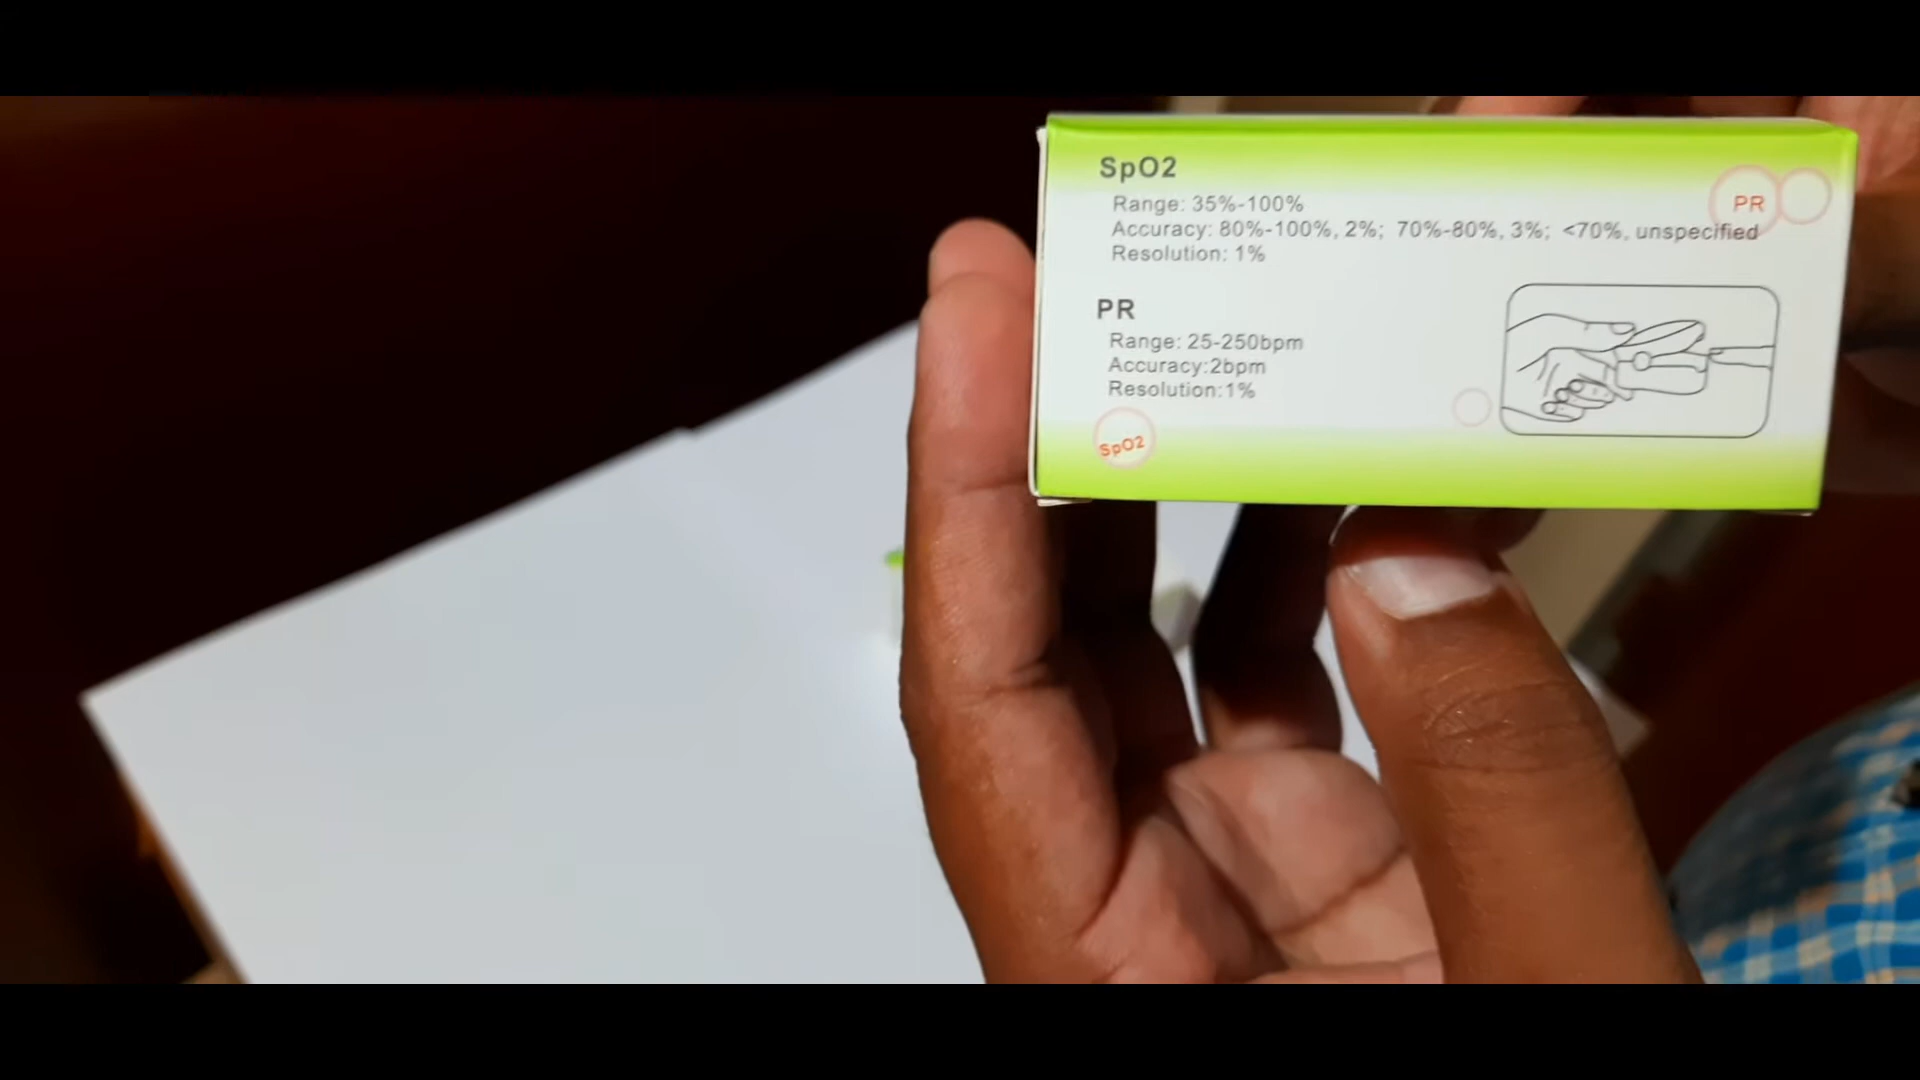 SpO2
Range: 35%-100%
Accuracy: 80%-100%, 2%; 70%-80%, 3%; <70%, unspecified
Resolution: 1%
PR
PR
Range: 25-250bpm
Accuracy:2bpm
Resolution:1%
SpO2